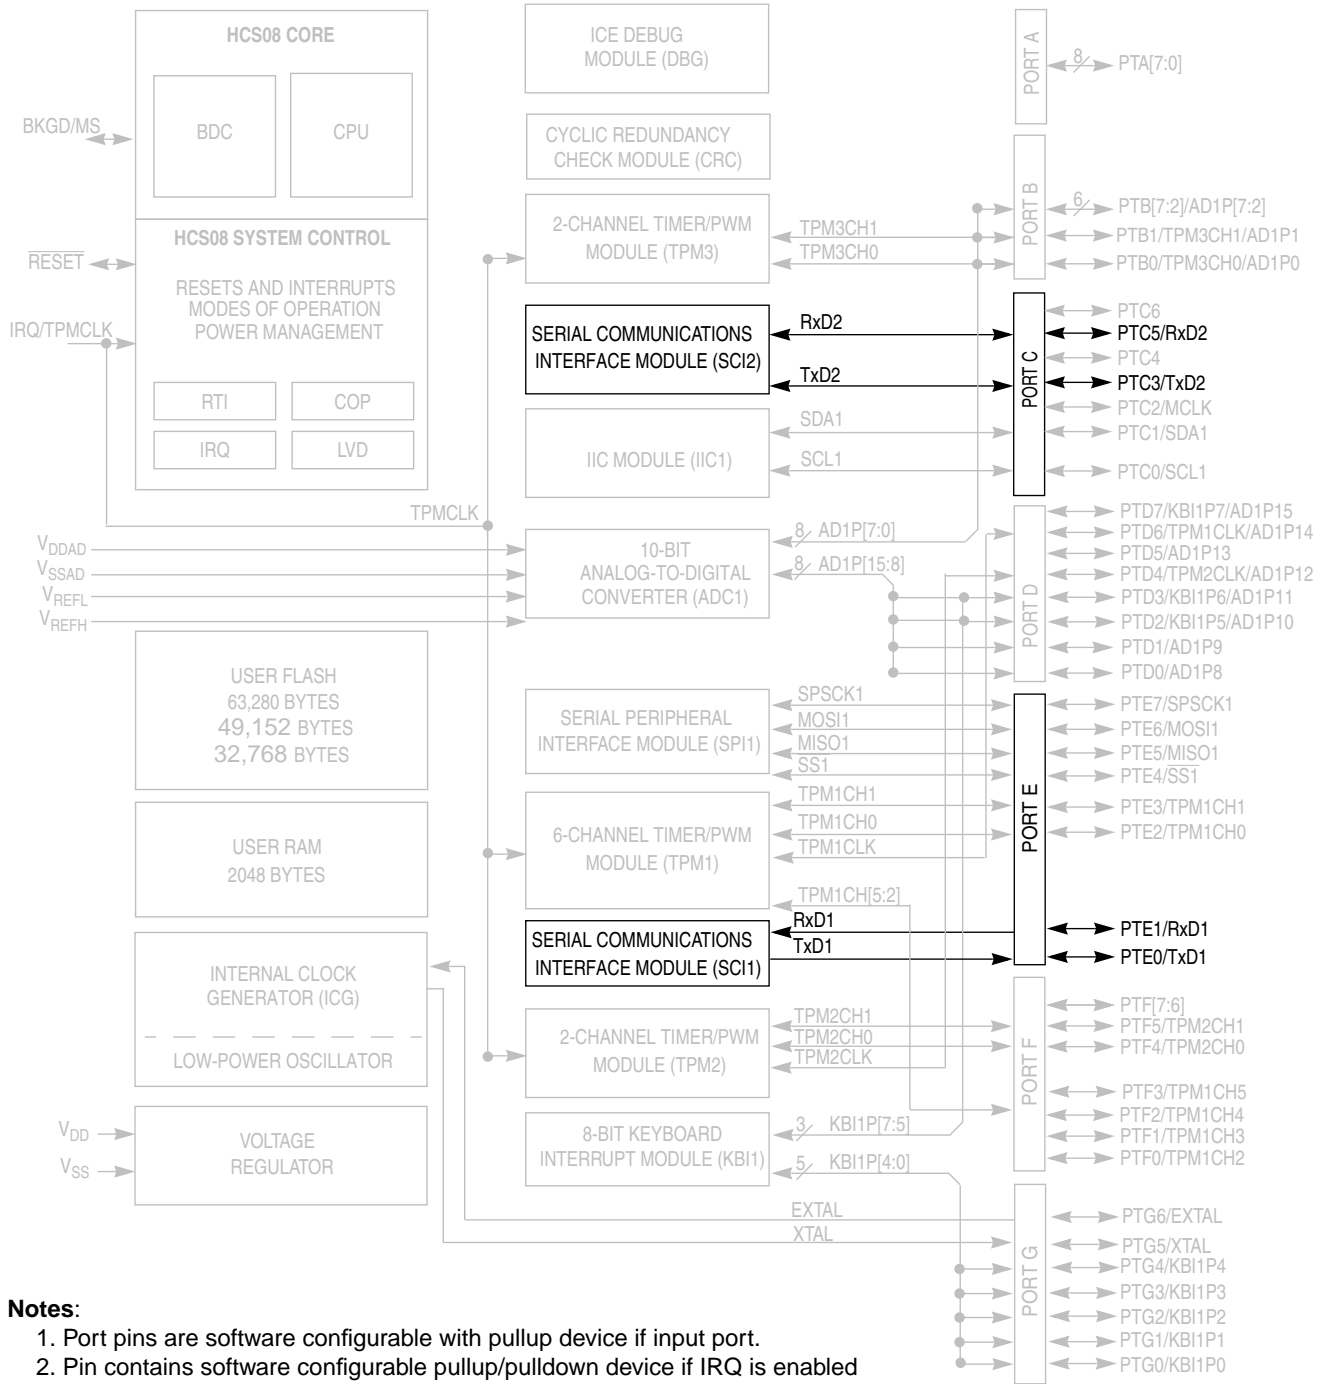 HCS08 CORE
BDC
CPU
BKGD/MS
HCS08 SYSTEM CONTROL
RESET
RESETS AND INTERRUPTS
MODES OF OPERATION
POWER MANAGEMENT
IRQ/TPMCLK
RTI
COP
IRQ
LVD
TPMCLK
VDDAD
VSSAD
VREFL
VREFH
USER FLASH
63,280 BYTES
49,152 BYTES
32,768 BYTES
USER RAM
2048 BYTES
INTERNAL CLOCK
GENERATOR (ICG)
LOW-POWER OSCILLATOR
VDD
VSS
VOLTAGE
REGULATOR
ICE DEBUG
MODULE (DBG)
CYCLIC REDUNDANCY
CHECK MODULE (CRC)
2-CHANNEL TIMER/PWM
MODULE (TPM3)
TPM3CH1
TPM3CH0
SERIAL COMMUNICATIONS
INTERFACE MODULE (SCI2)
RxD2
TxD2
IIC MODULE (IIC1)
SDA1
SCL1
10-BIT
ANALOG-TO-DIGITAL
CONVERTER (ADC1)
8 AD1P[7:0]
8 AD1P[15:8]
SERIAL PERIPHERAL
INTERFACE MODULE (SPI1)
SPSCK1
MOSI1
MISO1
SS1
6-CHANNEL TIMER/PWM
MODULE (TPM1)
TPM1CH1
TPM1CH0
TPM1CLK
TPM1CH[5:2]
SERIAL COMMUNICATIONS
INTERFACE MODULE (SCI1)
RxD1
TxD1
2-CHANNEL TIMER/PWM
MODULE (TPM2)
TPM2CH1
TPM2CH0
TPM2CLK
8-BIT KEYBOARD
INTERRUPT MODULE (KBI1)
3 KBI1P[7:5]
5 KBI1P[4:0]
EXTAL
XTAL
PORT A
8
PTA[7:0]
PORT B
6
PTB[7:2]/AD1P[7:2]
PTB1/TPM3CH1/AD1P1
PTB0/TPM3CH0/AD1P0
PORT C
PTC6
PTC5/RxD2
PTC4
PTC3/TxD2
PTC2/MCLK
PTC1/SDA1
PTC0/SCL1
PORT D
PTD7/KBI1P7/AD1P15
PTD6/TPM1CLK/AD1P14
PTD5/AD1P13
PTD4/TPM2CLK/AD1P12
PTD3/KBI1P6/AD1P11
PTD2/KBI1P5/AD1P10
PTD1/AD1P9
PTD0/AD1P8
PORT E
PTE7/SPSCK1
PTE6/MOSI1
PTE5/MISO1
PTE4/SS1
PTE3/TPM1CH1
PTE2/TPM1CH0
PTE1/RxD1
PTE0/TxD1
PORT F
PTF[7:6]
PTF5/TPM2CH1
PTF4/TPM2CH0
PTF3/TPM1CH5
PTF2/TPM1CH4
PTF1/TPM1CH3
PTF0/TPM1CH2
PORT G
PTG6/EXTAL
PTG5/XTAL
PTG4/KBI1P4
PTG3/KBI1P3
PTG2/KBI1P2
PTG1/KBI1P1
PTG0/KBI1P0
Notes:
1. Port pins are software configurable with pullup device if input port.
2. Pin contains software configurable pullup/pulldown device if IRQ is enabled